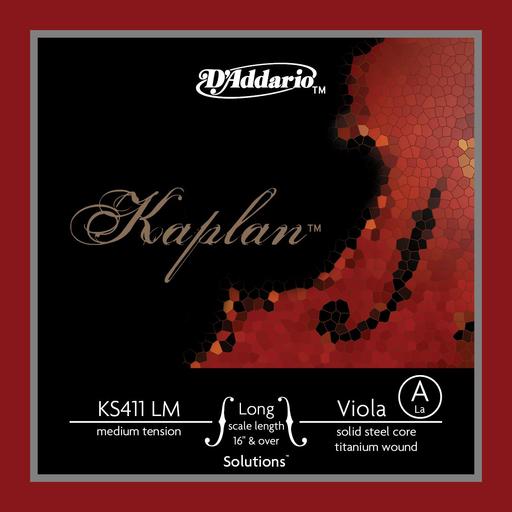 D'Addario™
Kaplan™
KS411 LM
medium tension
Long
scale length
16" & over
Solutions™
Viola
A
La
solid steel core
titanium wound